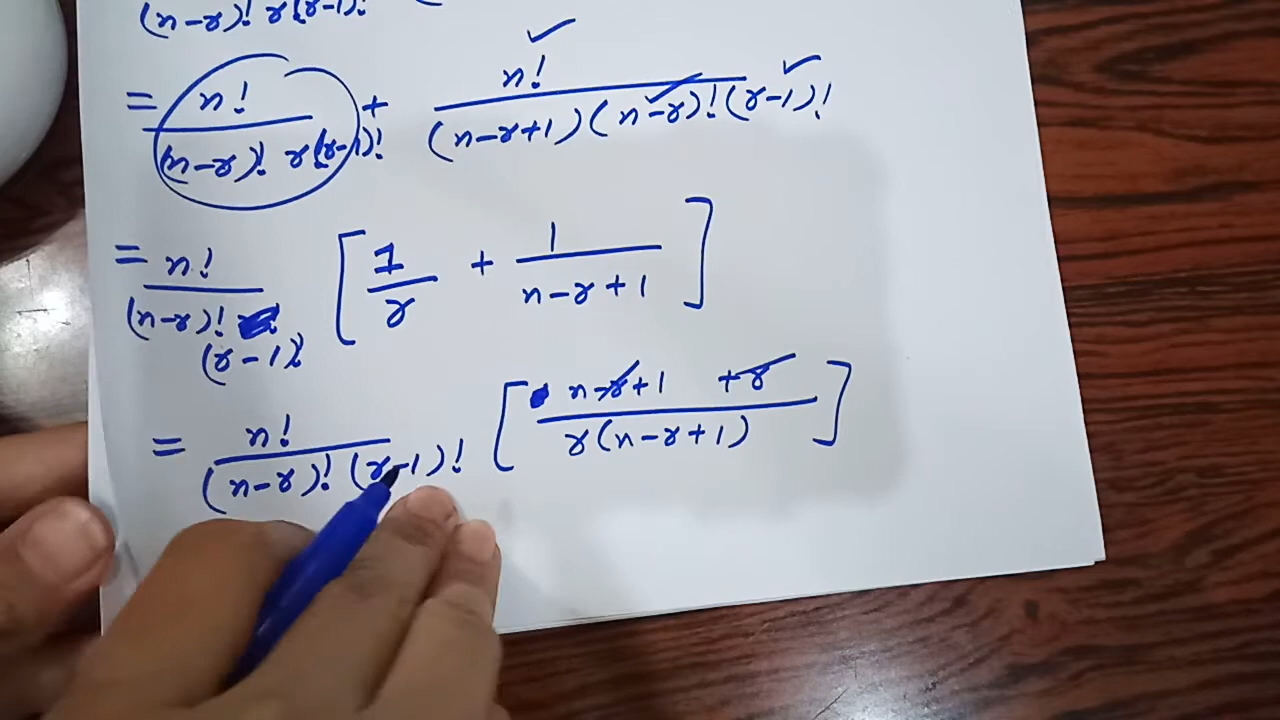 (n-r)! r(r-1)!
= n! / (n-r)! r(r-1)! + n! / (n-r+1)(n-r)!(r-1)!
= n! / (n-r)! (r-1)! [ 1/r + 1/(n-r+1) ]
= n! / (n-r)! (r-1)! [ n-r+1 +r / r(n-r+1) ]